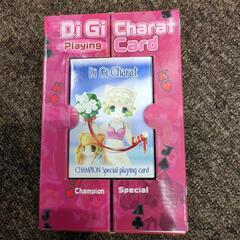 Di Gi Charat
Playing Card
Di Gi Charat
CHAMPION Special playing card
Champion Special